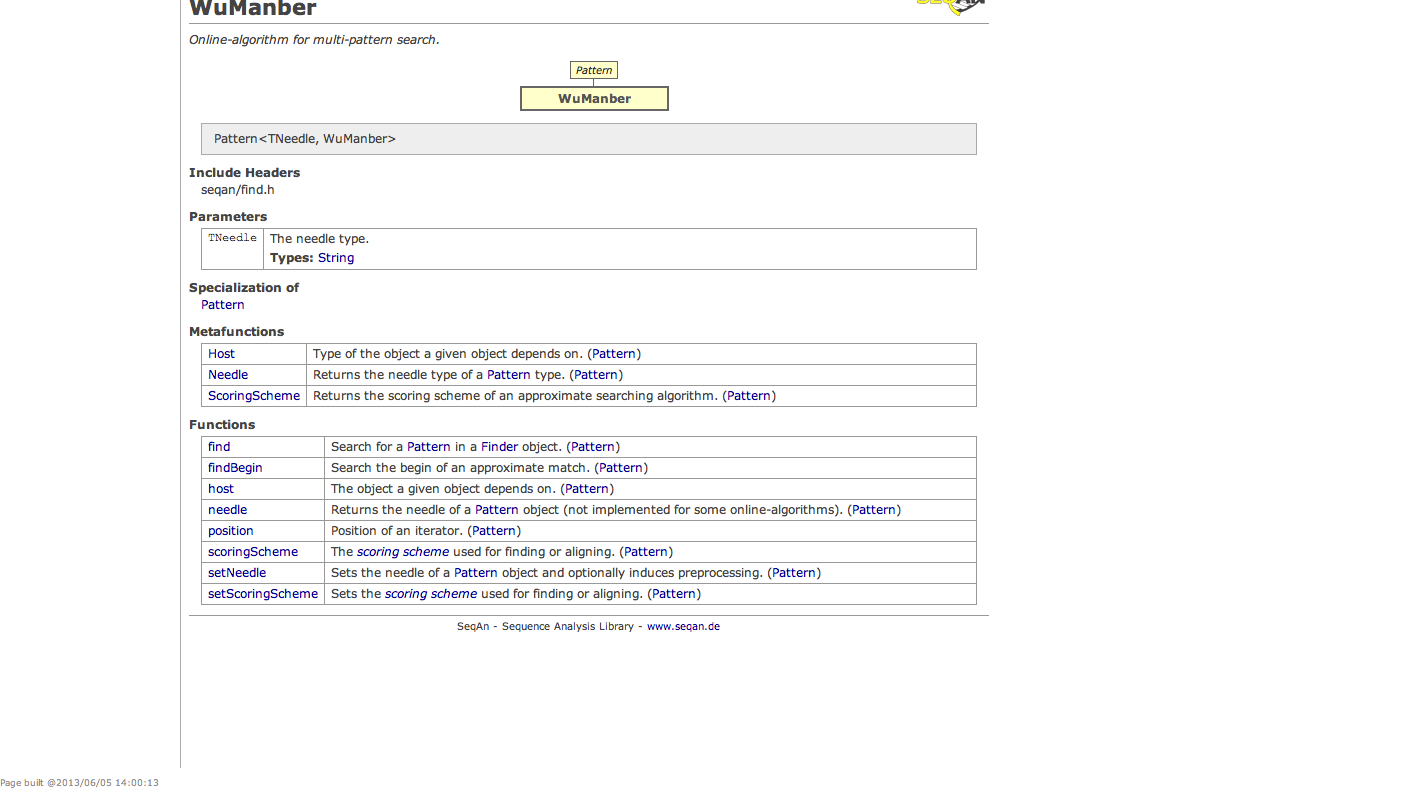 WuManber
SEQAN
Online-algorithm for multi-pattern search.
Pattern
WuManber
Pattern<TNeedle, WuManber>
Include Headers
seqan/find.h
Parameters
TNeedle The needle type.
Types: String
Specialization of
Pattern
Metafunctions
Host Type of the object a given object depends on. (Pattern)
Needle Returns the needle type of a Pattern type. (Pattern)
ScoringScheme Returns the scoring scheme of an approximate searching algorithm. (Pattern)
Functions
find Search for a Pattern in a Finder object. (Pattern)
findBegin Search the begin of an approximate match. (Pattern)
host The object a given object depends on. (Pattern)
needle Returns the needle of a Pattern object (not implemented for some online-algorithms). (Pattern)
position Position of an iterator. (Pattern)
scoringScheme The scoring scheme used for finding or aligning. (Pattern)
setNeedle Sets the needle of a Pattern object and optionally induces preprocessing. (Pattern)
setScoringScheme Sets the scoring scheme used for finding or aligning. (Pattern)
SeqAn - Sequence Analysis Library - www.seqan.de
Page built @2013/06/05 14:00:13